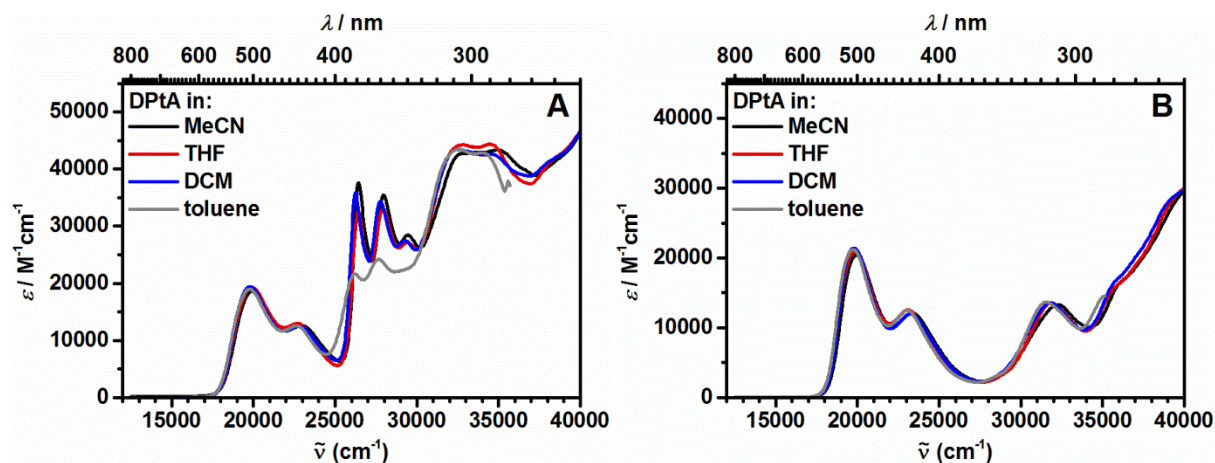 λ / nm
800 600 500 400 300
50000
40000
30000
20000
10000
0
ε / M⁻¹cm⁻¹
DPtA in:
MeCN
THF
DCM
toluene
A
15000 20000 25000 30000 35000 40000
ṽ (cm⁻¹)
λ / nm
800 600 500 400 300
40000
30000
20000
10000
0
ε / M⁻¹cm⁻¹
DPtA in:
MeCN
THF
DCM
toluene
B
15000 20000 25000 30000 35000 40000
ṽ (cm⁻¹)